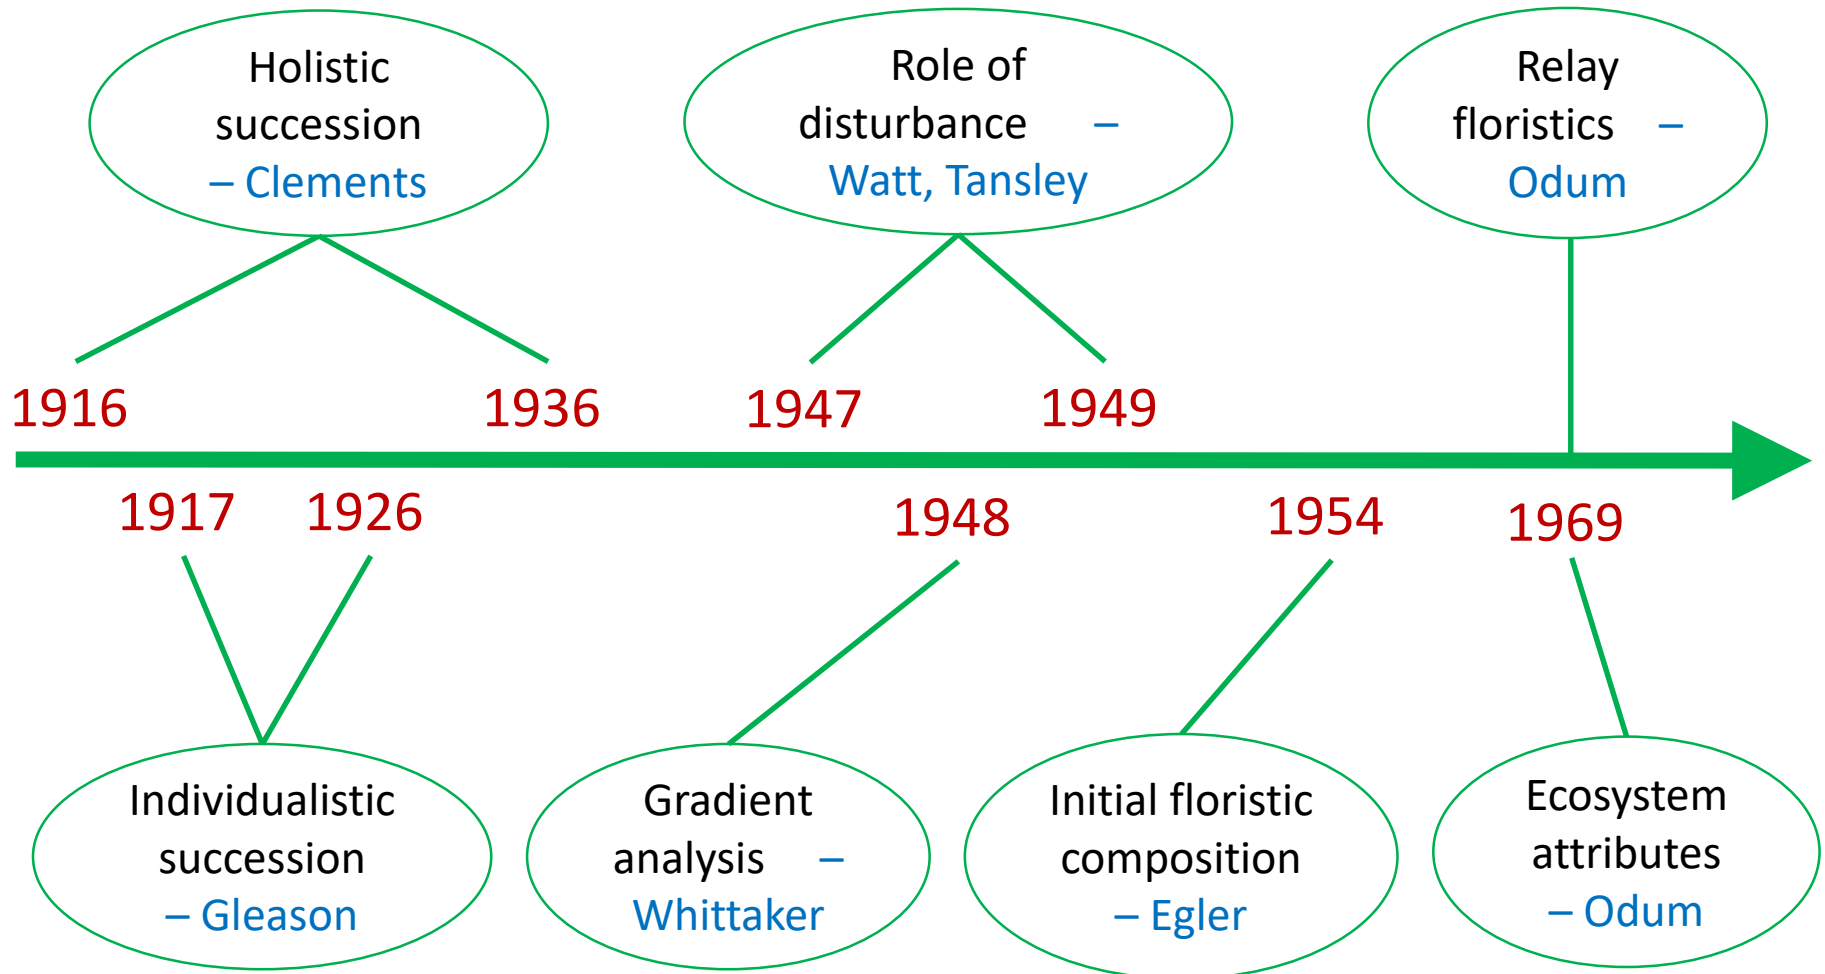 Holistic
succession
– Clements
Role of
disturbance –
Watt, Tansley
Relay
floristics –
Odum
1916
1936
1947
1949
1917
1926
1948
1954
1969
Individualistic
succession
– Gleason
Gradient
analysis –
Whittaker
Initial floristic
composition
– Egler
Ecosystem
attributes
– Odum